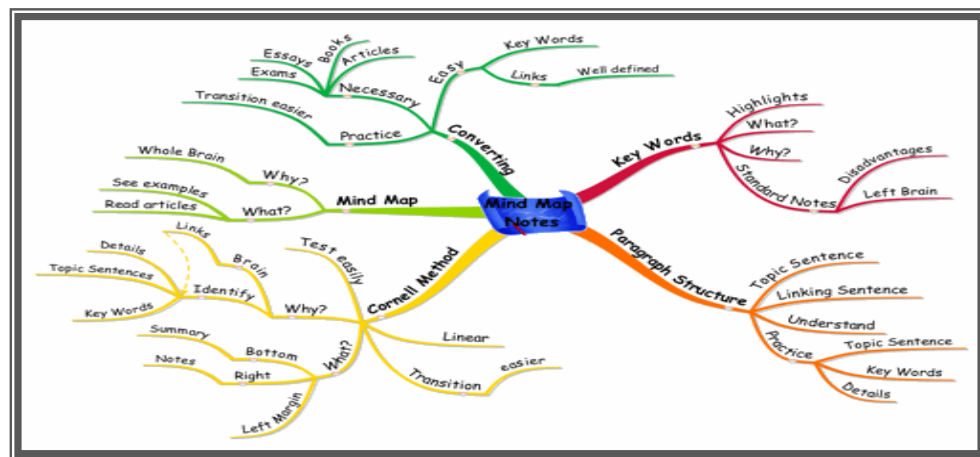 Mind Map
Notes
Converting
Easy
Key Words
Links
Well defined
Necessary
Essays
Books
Articles
Exams
Practice
Transition easier
Key Words
Highlights
What?
Why?
Standard Notes
Disadvantages
Left Brain
Mind Map
Why?
Whole Brain
What?
See examples
Read articles
Paragraph Structure
Topic Sentence
Linking Sentence
Understand
Practice
Topic Sentence
Key Words
Details
Cornell Method
Test easily
Why?
Brain
Links
Identify
Details
Topic Sentences
Key Words
What?
Bottom
Summary
Right
Notes
Left Margin
Linear
Transition
easier